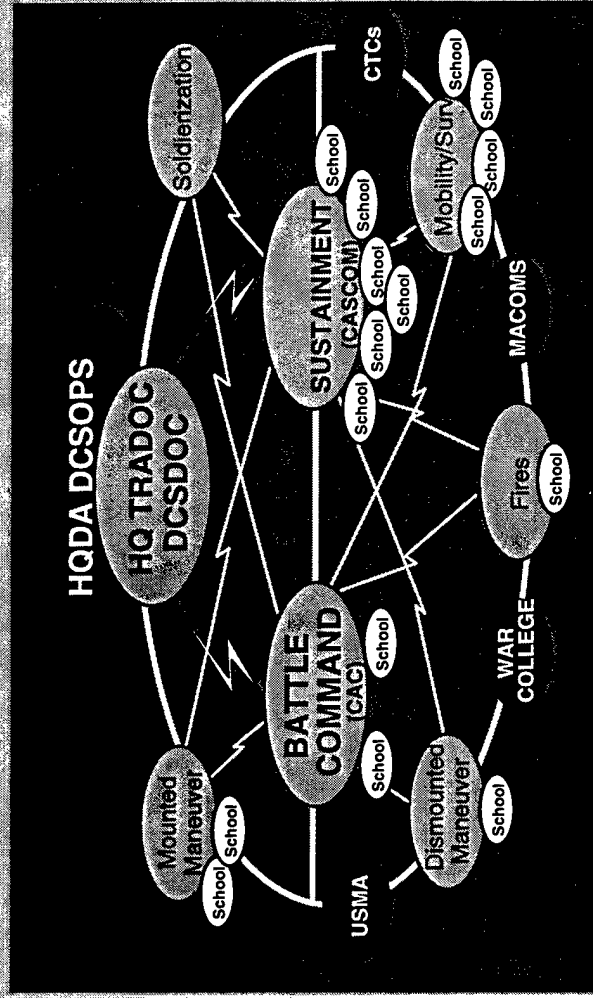 HQDA DCSOPS
HQ TRADOC
DCSDOC
Mounted
Maneuver
School
School
Soldierization
BATTLE
COMMAND
(CAC)
School
School
SUSTAINMENT
(CASCOM)
School
School
School
School
School
School
USMA
CTCs
Dismounted
Maneuver
School
Mobility/Surv
School
School
School
School
WAR
COLLEGE
Fires
School
MACOMS